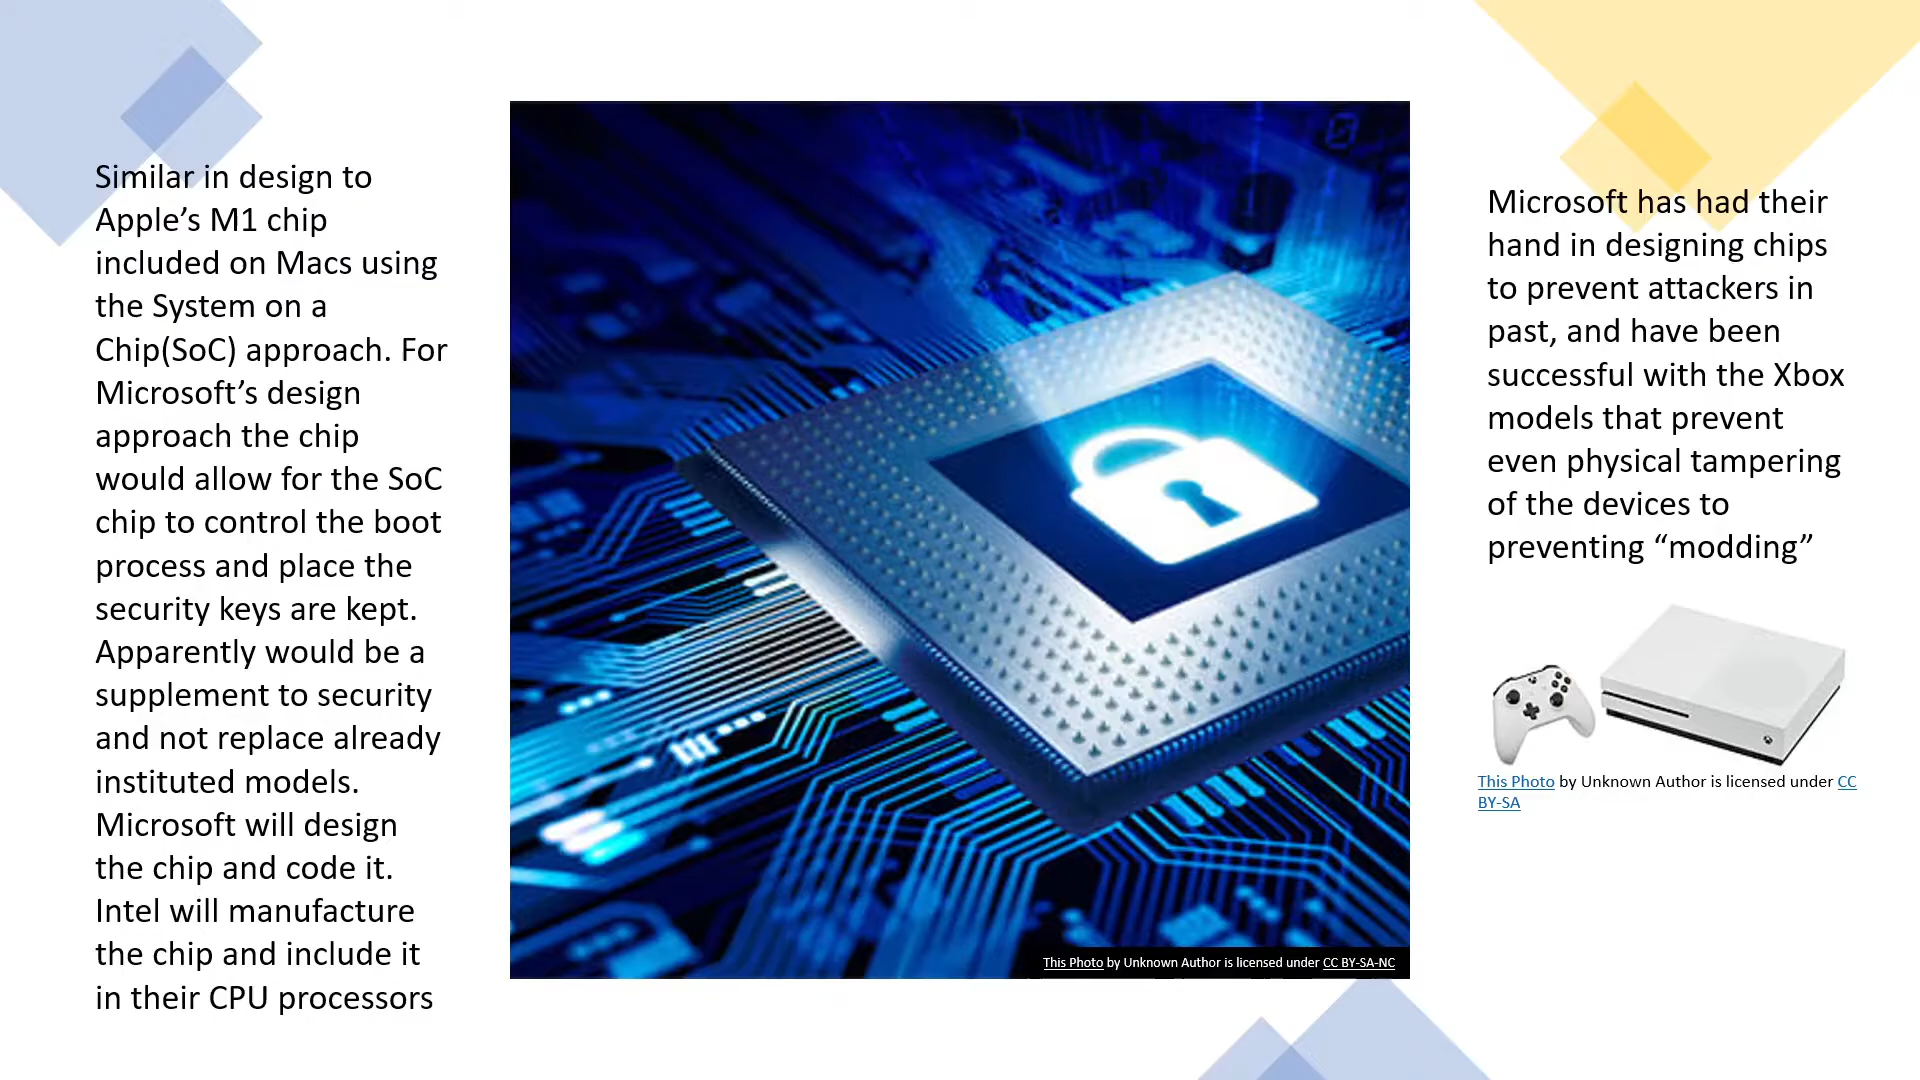 Similar in design to
Apple’s M1 chip
included on Macs using
the System on a
Chip(SoC) approach. For
Microsoft’s design
approach the chip
would allow for the SoC
chip to control the boot
process and place the
security keys are kept.
Apparently would be a
supplement to security
and not replace already
instituted models.
Microsoft will design
the chip and code it.
Intel will manufacture
the chip and include it
in their CPU processors
This Photo by Unknown Author is licensed under CC BY-SA-NC
Microsoft has had their
hand in designing chips
to prevent attackers in
past, and have been
successful with the Xbox
models that prevent
even physical tampering
of the devices to
preventing “modding”
This Photo by Unknown Author is licensed under CC
BY-SA